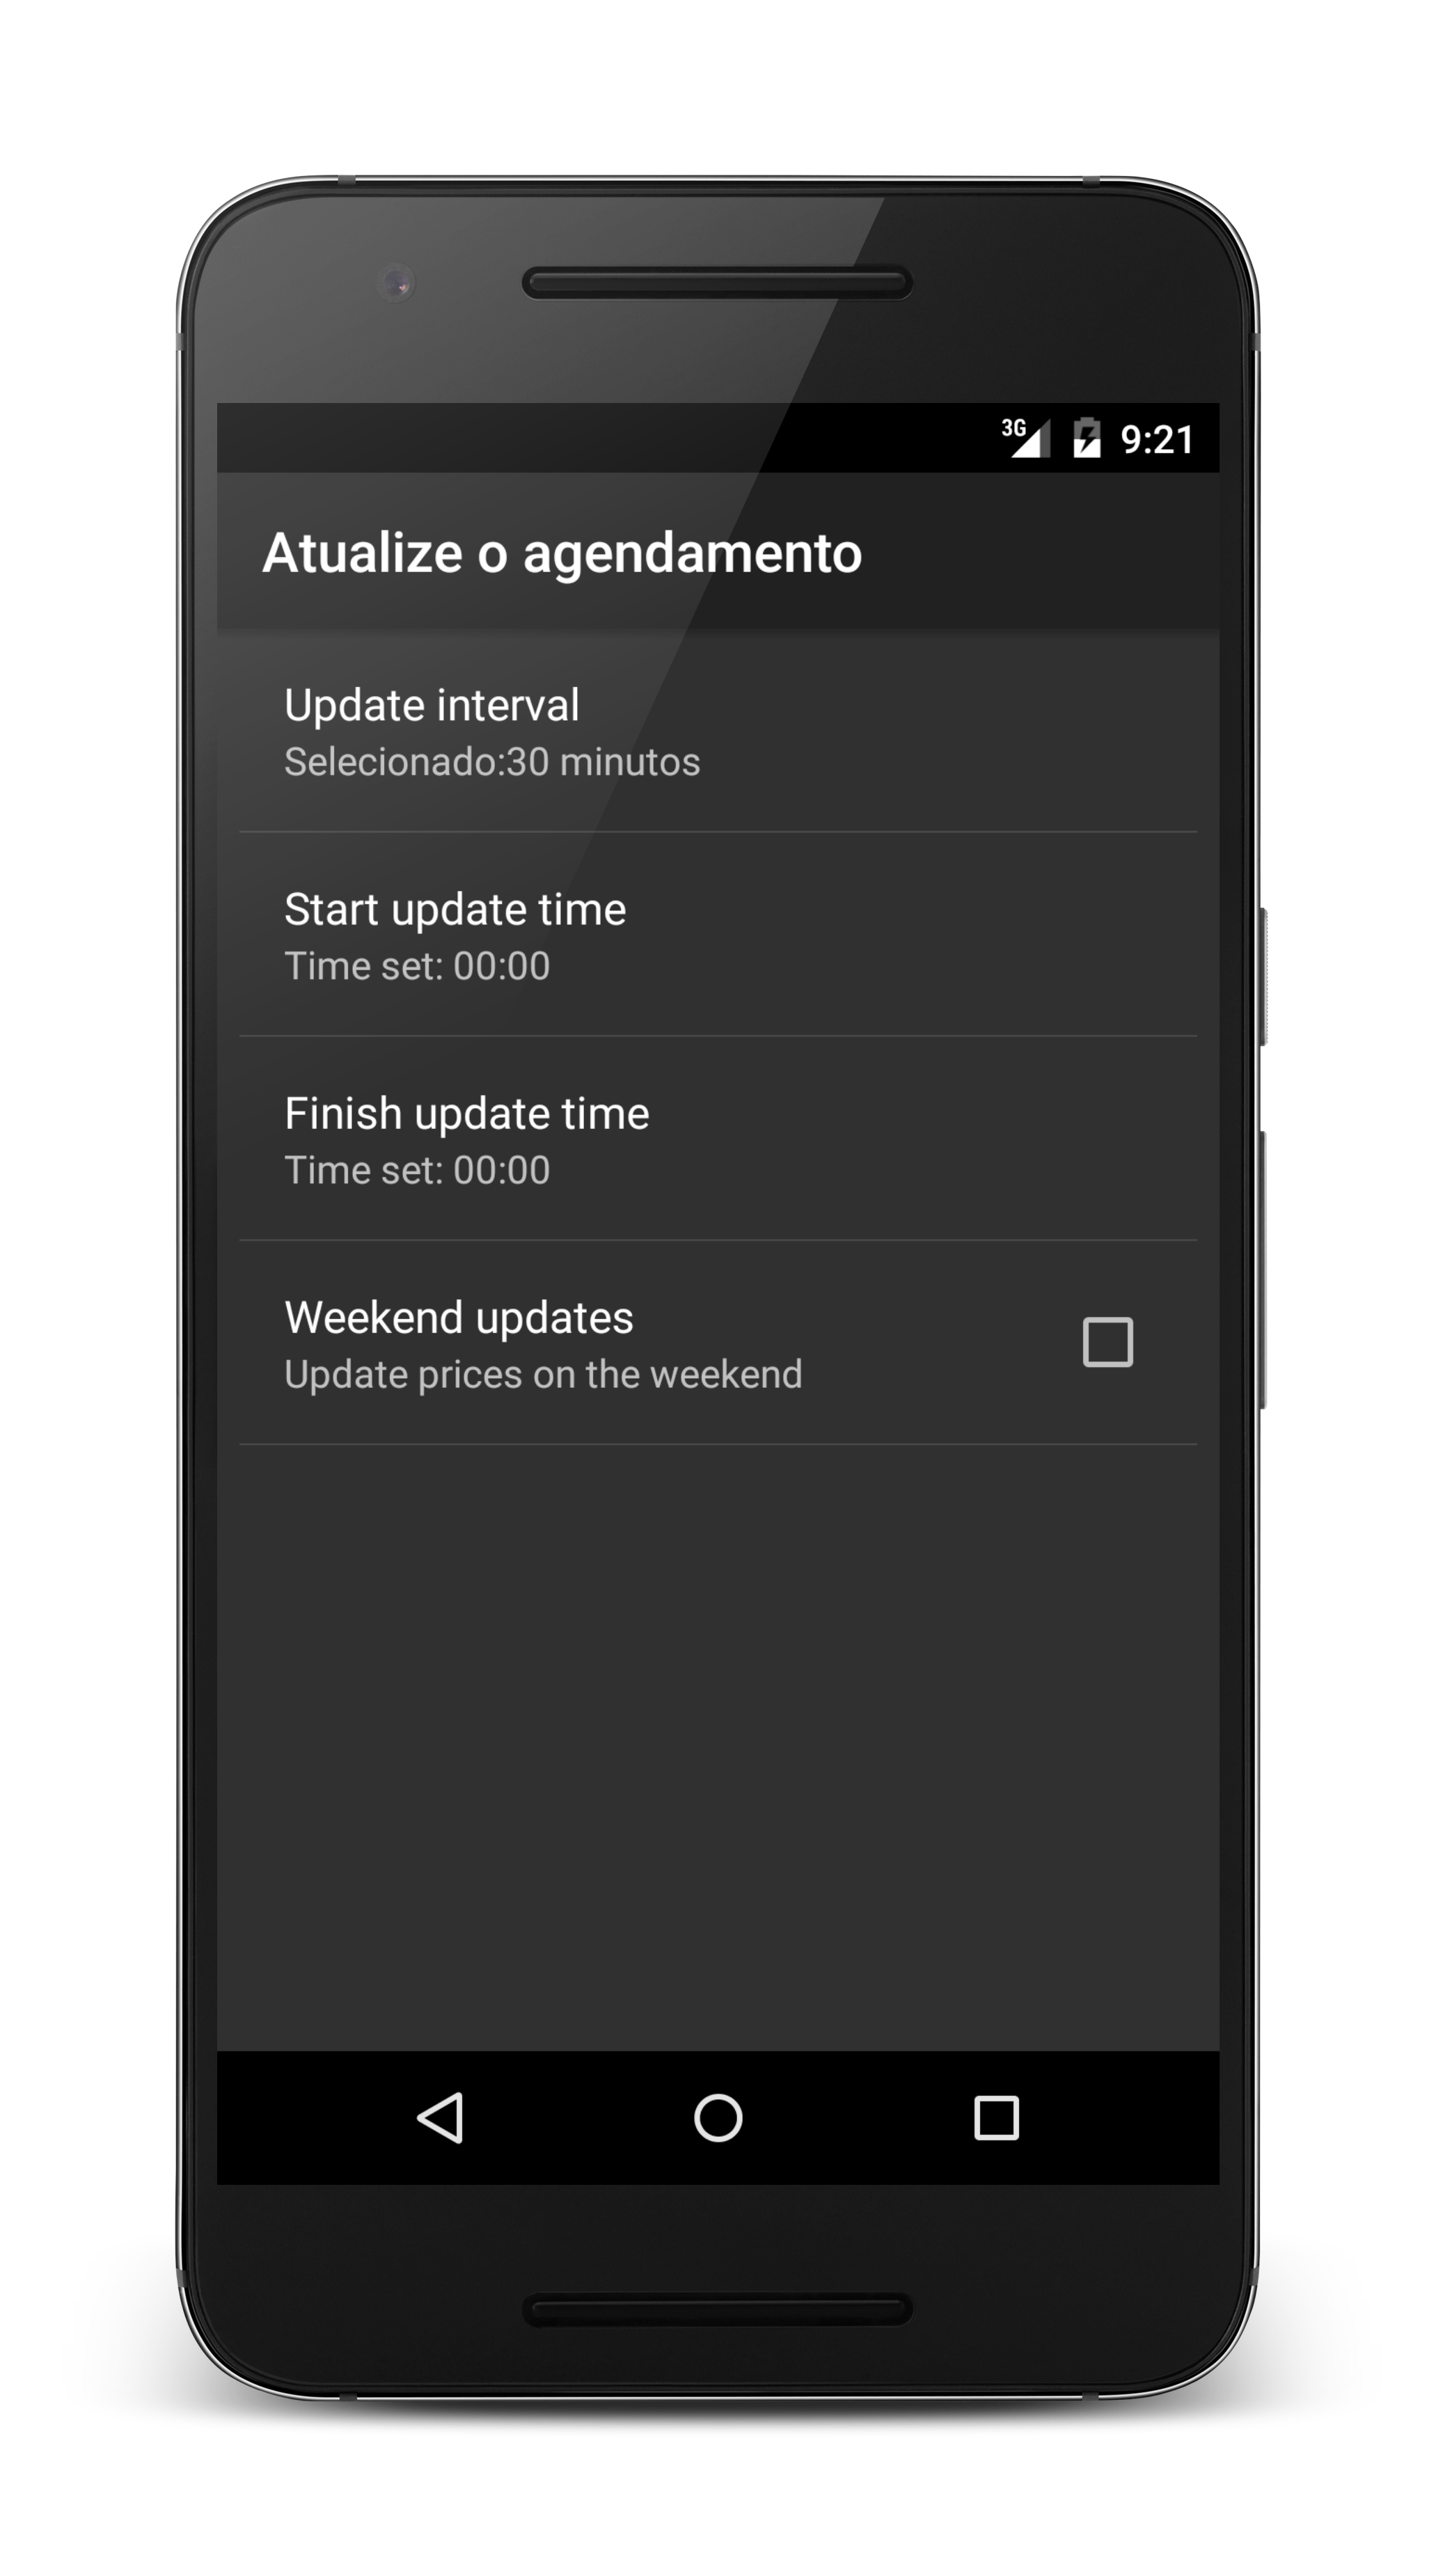 3G 9:21
Atualize o agendamento
Update interval
Selecionado:30 minutos
Start update time
Time set: 00:00
Finish update time
Time set: 00:00
Weekend updates
Update prices on the weekend